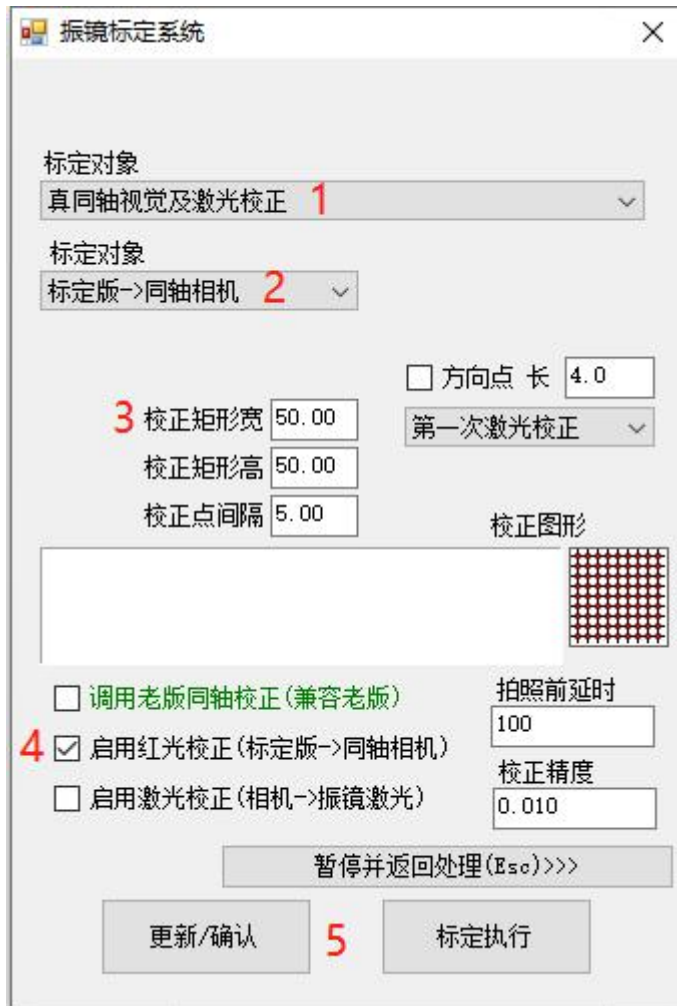 振镜标定系统
标定对象
真同轴视觉及激光校正 1
标定对象
标定版->同轴相机 2
方向点 长 4.0
3 校正矩形宽 50.00
第一次激光校正
校正矩形高 50.00
校正点间隔 5.00
校正图形
调用老版同轴校正(兼容老版)
拍照前延时
100
4 启用红光校正(标定版->同轴相机)
校正精度
启用激光校正(相机->振镜激光)
0.010
暂停并返回处理(Esc)>>>
更新/确认 5 标定执行